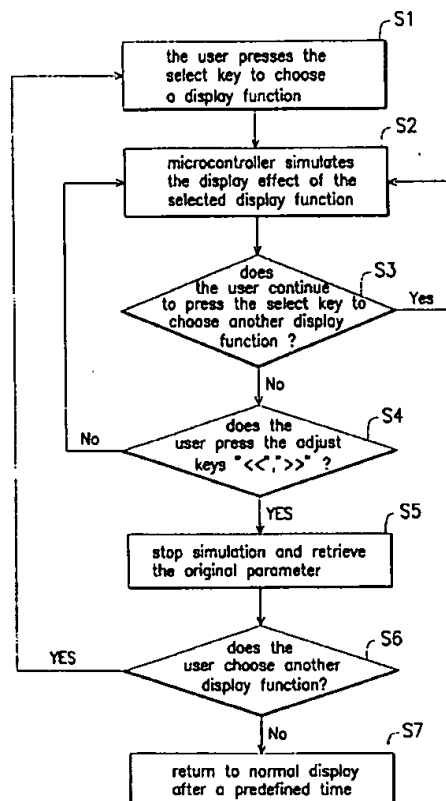 S1
the user presses the
select key to choose
a display function
S2
microcontroller simulates
the display effect of the
selected display function
S3
does
the user continue
to press the select key to
choose another display
function ?
Yes
No
S4
does the
user press the adjust
keys "<<",">>" ?
No
YES
S5
stop simulation and retrieve
the original parameter
S6
does the
user choose another
display function?
YES
No
S7
return to normal display
after a predefined time